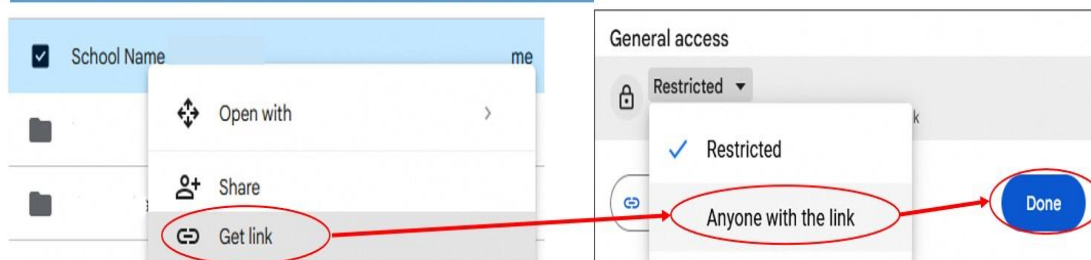 School Name me
Open with
Share
Get link
General access
Restricted
k
Restricted
Anyone with the link
Done